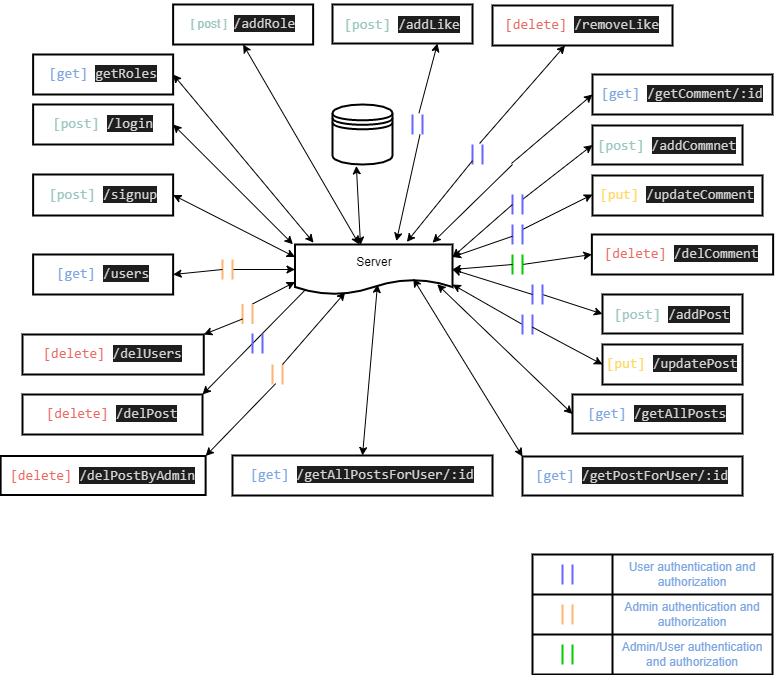 [post] /addRole
[post] /addLike
[delete] /removeLike
[get] getRoles
[get] /getComment/:id
[post] /login
[post] /addCommnet
[post] /signup
[put] /updateComment
[get] /users
Server
[delete] /delComment
[post] /addPost
[delete] /delUsers
[put] /updatePost
[delete] /delPost
[get] /getAllPosts
[delete] /delPostByAdmin
[get] /getAllPostsForUser/:id
[get] /getPostForUser/:id
User authentication and
authorization
Admin authentication and
authorization
Admin/User authentication
and authorization